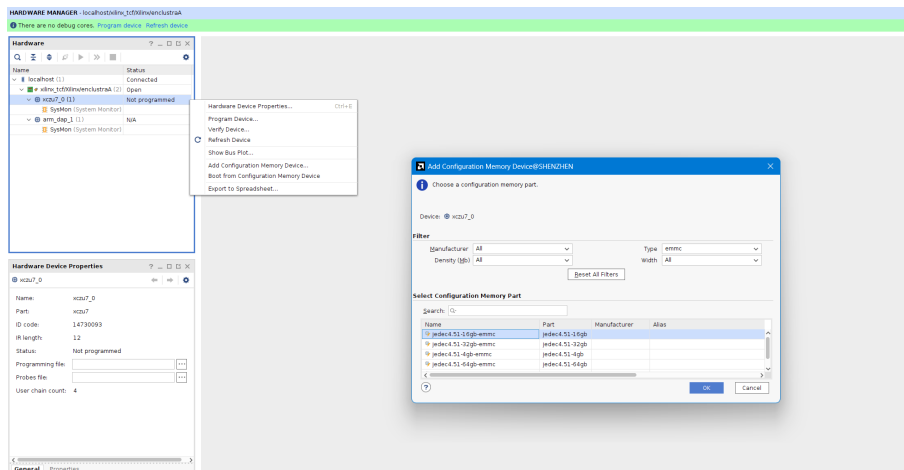 HARDWARE MANAGER - localhost/xilinx_tcf/Xilinx/enclustraA
There are no debug cores. Program device Refresh device
Hardware
Name Status
localhost (1) Connected
xilinx_tcf/Xilinx/enclustraA (2) Open
xczu7_0 (1) Not programmed
SysMon (System Monitor)
arm_dap_1 (1) N/A
SysMon (System Monitor)
Hardware Device Properties... Ctrl+E
Program Device...
Verify Device...
Refresh Device
Show Bus Plot...
Add Configuration Memory Device...
Boot from Configuration Memory Device
Export to Spreadsheet...
Hardware Device Properties
xczu7_0
Name: xczu7_0
Part: xczu7
ID code: 14730093
IR length: 12
Status: Not programmed
Programming file:
Probes file:
User chain count: 4
General Properties
Add Configuration Memory Device@SHENZHEN
Choose a configuration memory part.
Device: xczu7_0
Filter
Manufacturer All Type emmc
Density (Mb) All Width All
Reset All Filters
Select Configuration Memory Part
Search:
Name Part Manufacturer Alias
jedec4.51-16gb-emmc jedec4.51-16gb
jedec4.51-32gb-emmc jedec4.51-32gb
jedec4.51-4gb-emmc jedec4.51-4gb
jedec4.51-64gb-emmc jedec4.51-64gb
OK Cancel